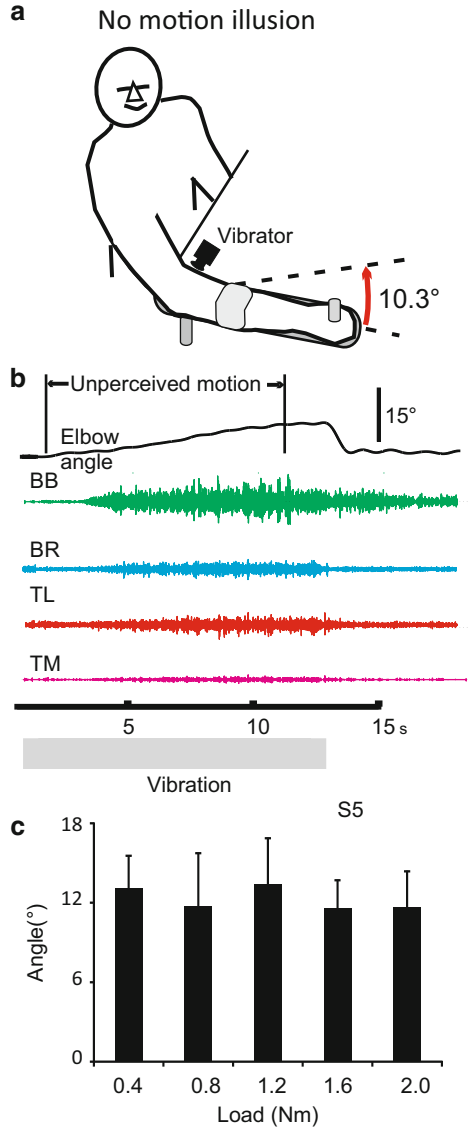 a
No motion illusion
Vibrator
10.3°
b
Unperceived motion
15°
Elbow
angle
BB
BR
TL
TM
5 10 15 s
Vibration
S5
c
18
12
6
0
Angle(°)
0.4 0.8 1.2 1.6 2.0
Load (Nm)